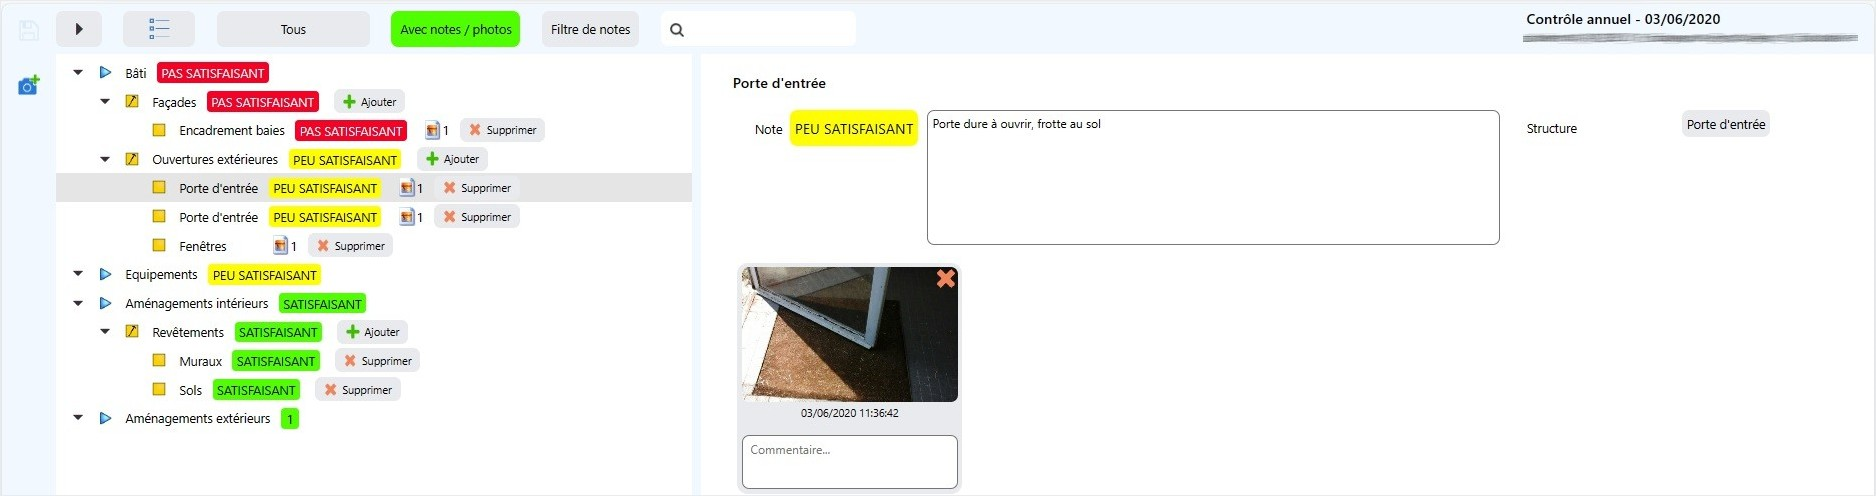 Tous
Avec notes / photos
Filtre de notes
Contrôle annuel - 03/06/2020
Bâti PAS SATISFAISANT
Façades PAS SATISFAISANT Ajouter
Encadrement baies PAS SATISFAISANT 1 Supprimer
Ouvertures extérieures PEU SATISFAISANT Ajouter
Porte d'entrée PEU SATISFAISANT 1 Supprimer
Porte d'entrée PEU SATISFAISANT 1 Supprimer
Fenêtres 1 Supprimer
Equipements PEU SATISFAISANT
Aménagements intérieurs SATISFAISANT
Revêtements SATISFAISANT Ajouter
Muraux SATISFAISANT Supprimer
Sols SATISFAISANT Supprimer
Aménagements extérieurs 1
Porte d'entrée
Note PEU SATISFAISANT
Porte dure à ouvrir, frotte au sol
Structure Porte d'entrée
03/06/2020 11:36:42
Commentaire...